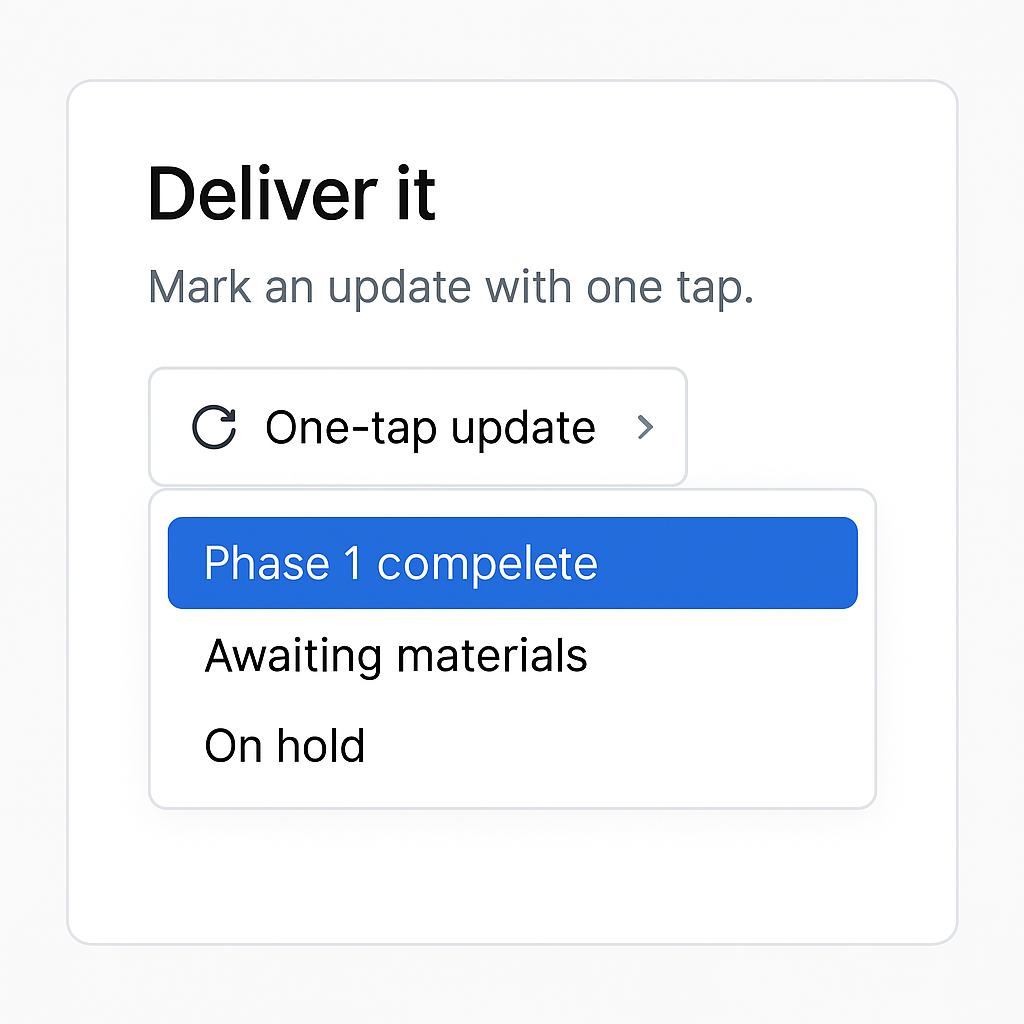 Deliver it
Mark an update with one tap.
One-tap update
Phase 1 compelete
Awaiting materials
On hold